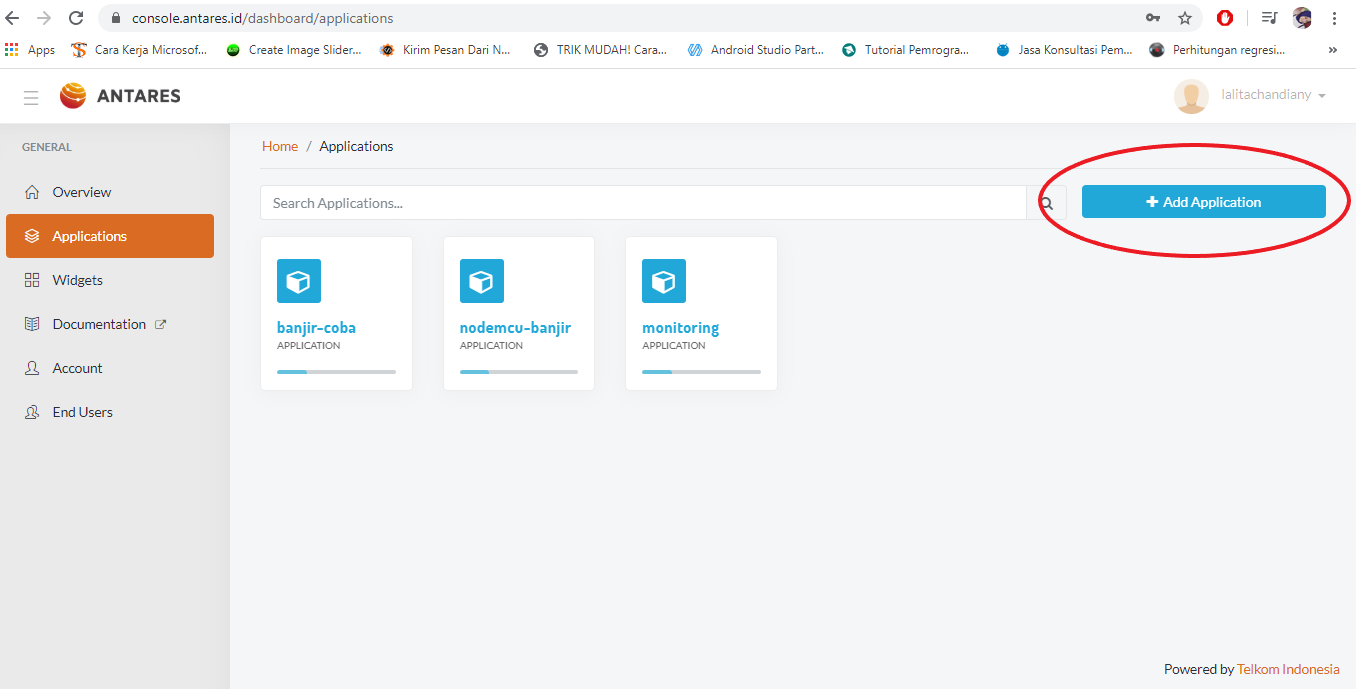 console.antares.id/dashboard/applications
Apps
Cara Kerja Microsof...
Create Image Slider...
Kirim Pesan Dari N...
TRIK MUDAH! Cara...
Android Studio Part...
Tutorial Pemrogra...
Jasa Konsultasi Pem...
Perhitungan regresi...
»
ANTARES
lalitachandiany
GENERAL
Overview
Applications
Widgets
Documentation
Account
End Users
Home / Applications
Search Applications...
+ Add Application
banjir-coba
APPLICATION
nodemcu-banjir
APPLICATION
monitoring
APPLICATION
Powered by Telkom Indonesia